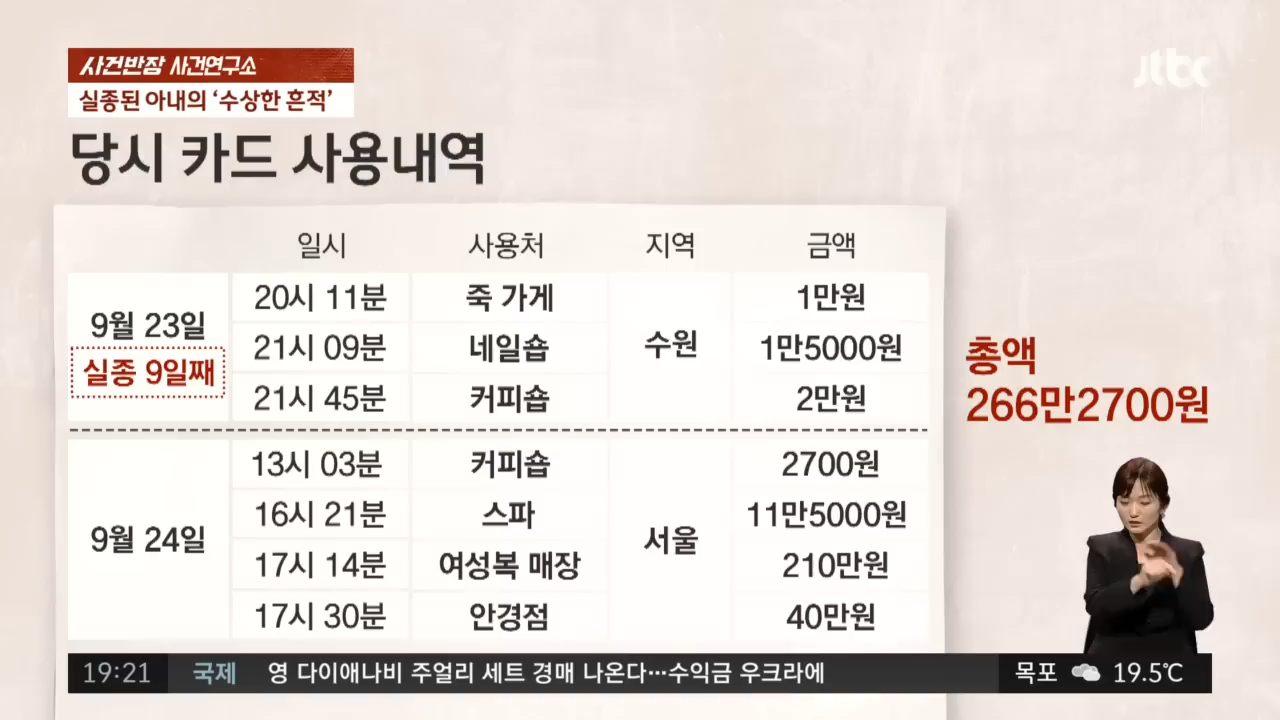 사건반장 사건연구소
jtbc
실종된 아내의 ‘수상한 흔적’
당시 카드 사용내역
일시 사용처 지역 금액
9월 23일
실종 9일째
20시 11분 죽 가게 1만원
21시 09분 네일숍 수원 1만5000원
21시 45분 커피숍 2만원
총액
266만2700원
9월 24일
13시 03분 커피숍 2700원
16시 21분 스파 서울 11만5000원
17시 14분 여성복 매장 210만원
17시 30분 안경점 40만원
19:21 국제 영 다이애나비 주얼리 세트 경매 나온다…수익금 우크라에 목포 19.5℃